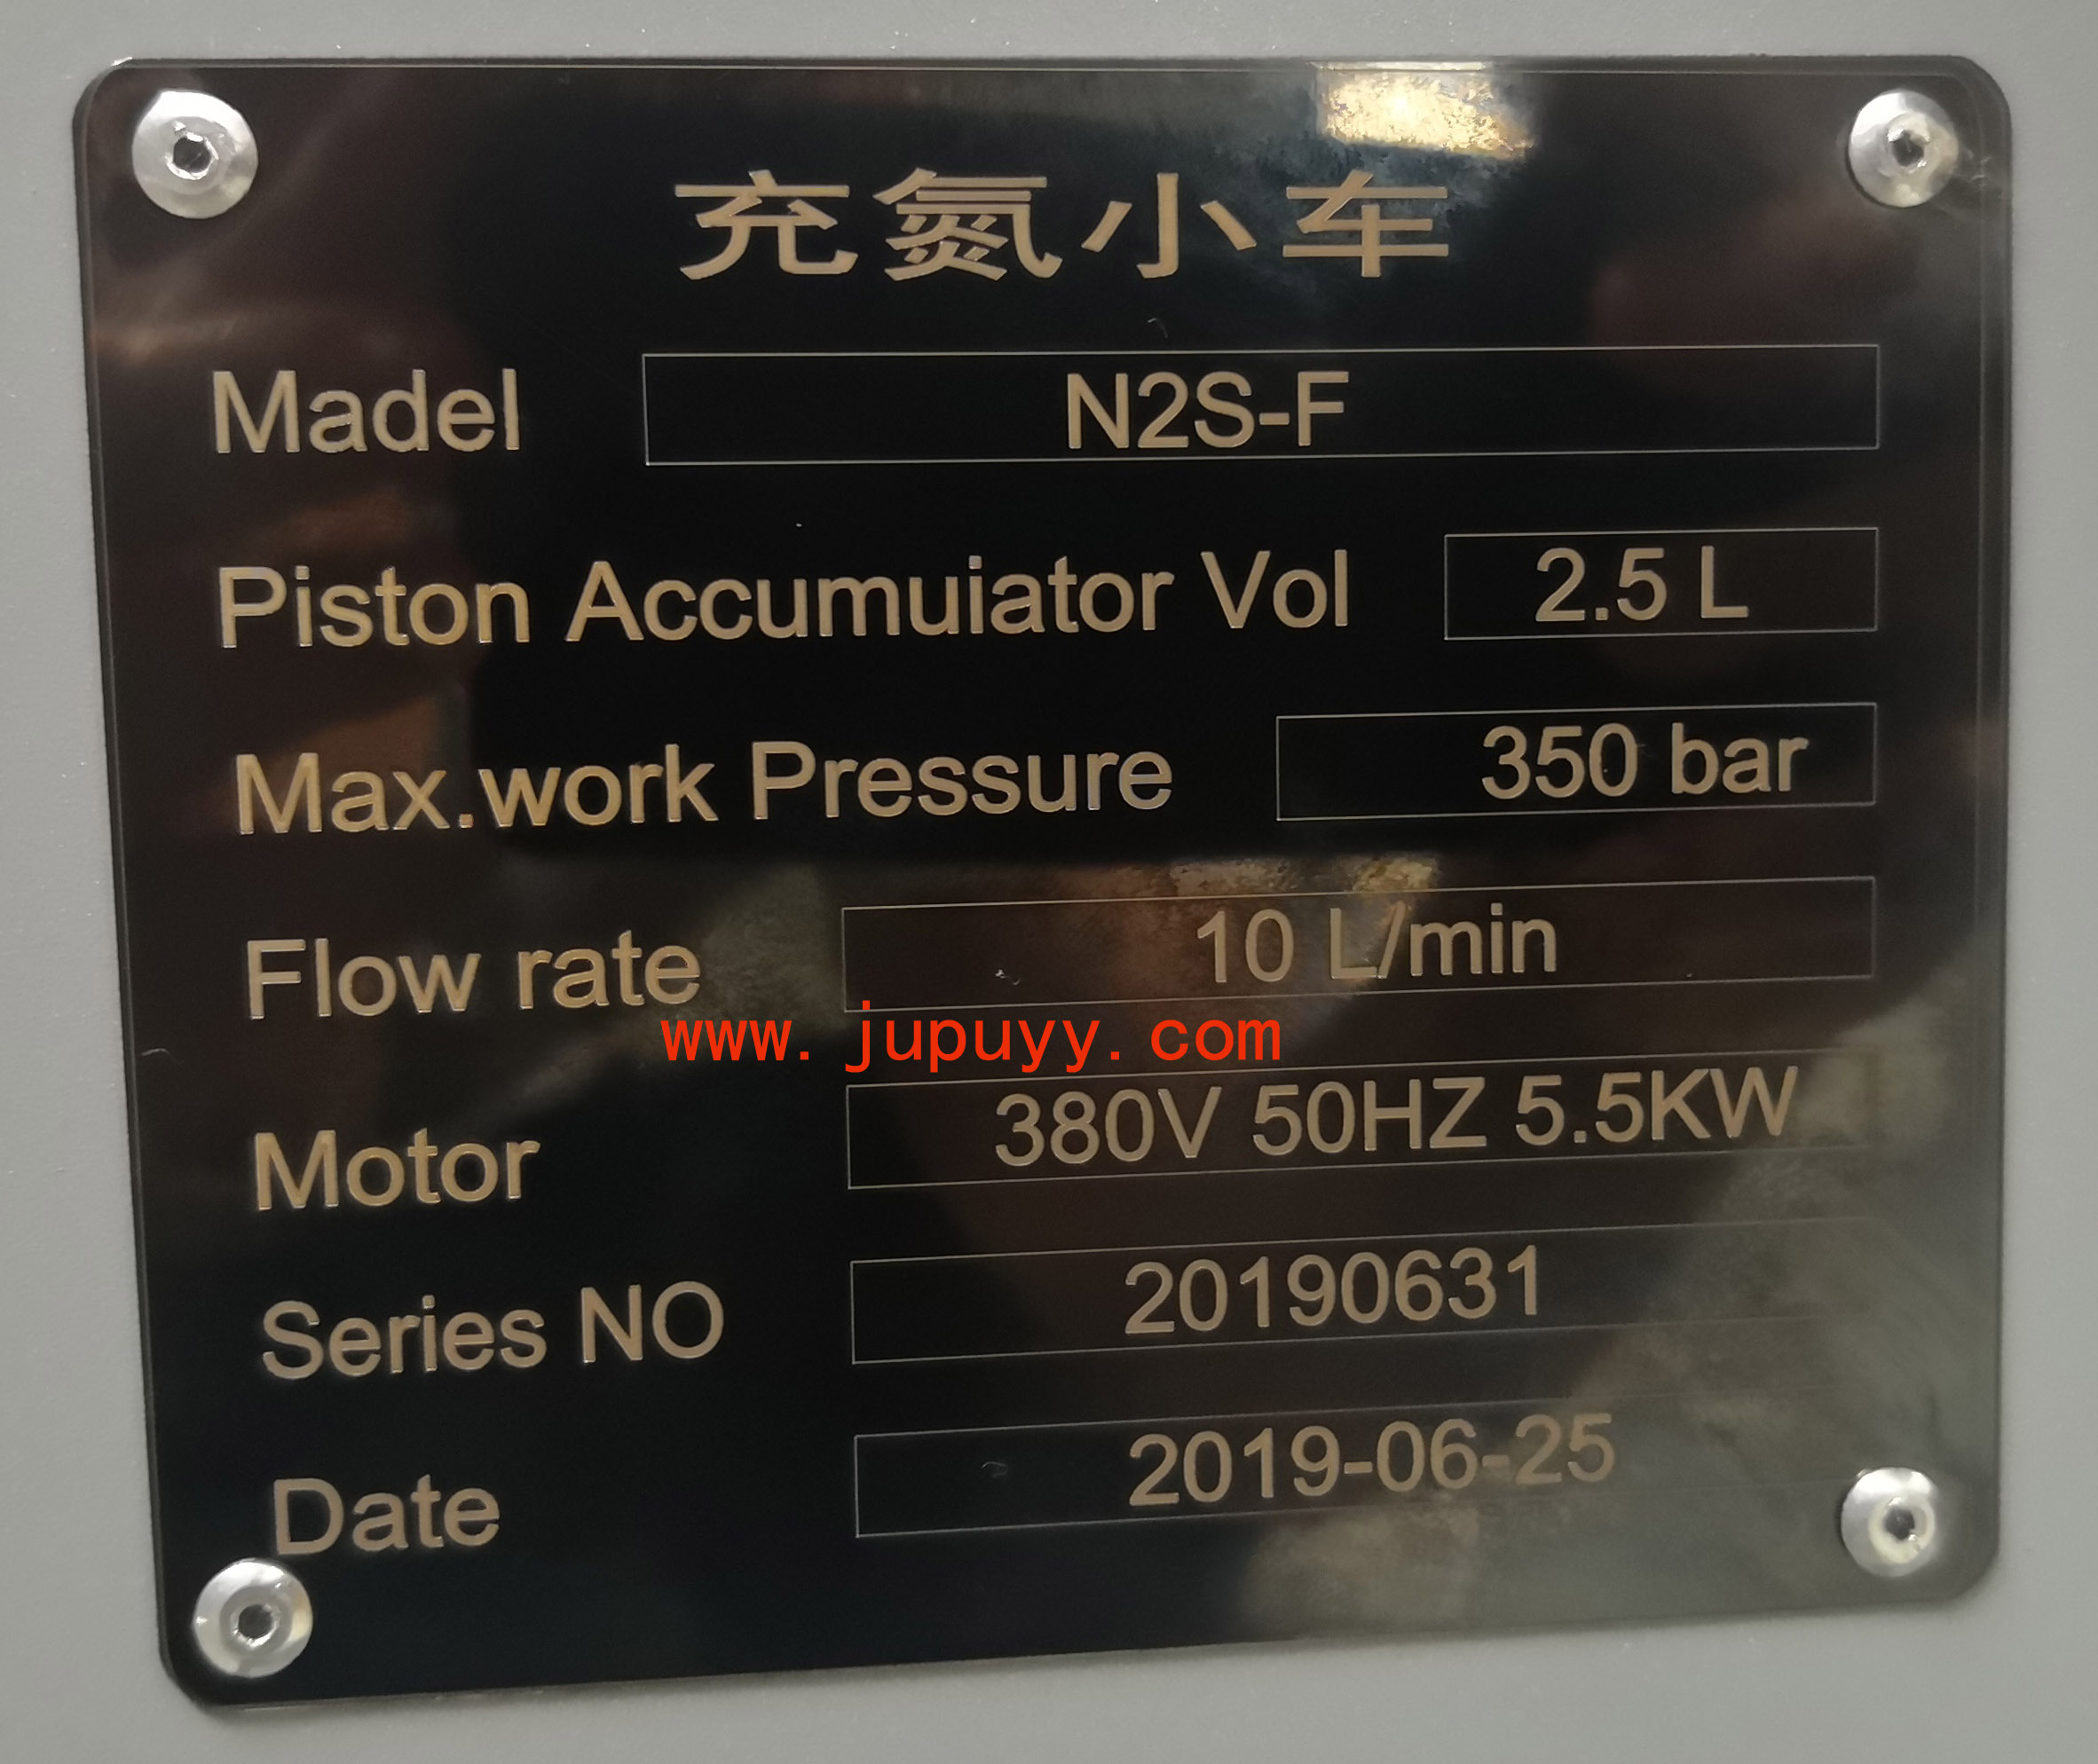 充氮小车
Madel N2S-F
Piston Accumuiator Vol 2.5 L
Max.work Pressure 350 bar
Flow rate 10 L/min
www.jupuyy.com
Motor 380V 50HZ 5.5KW
Series NO 20190631
Date 2019-06-25